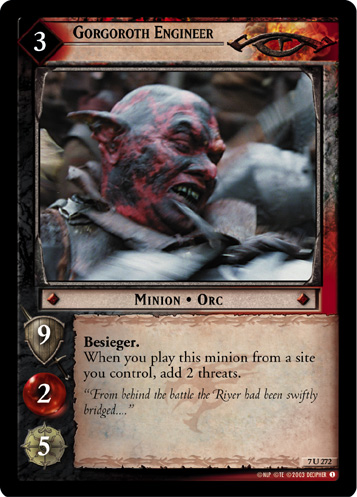 3
GORGOROTH ENGINEER
MINION • ORC
9
Besieger.
When you play this minion from a site
you control, add 2 threats.
2
“From behind the battle the River had been swiftly
bridged....”
5
7 U 272
© NLP ©TE ©2003 DECIPHER